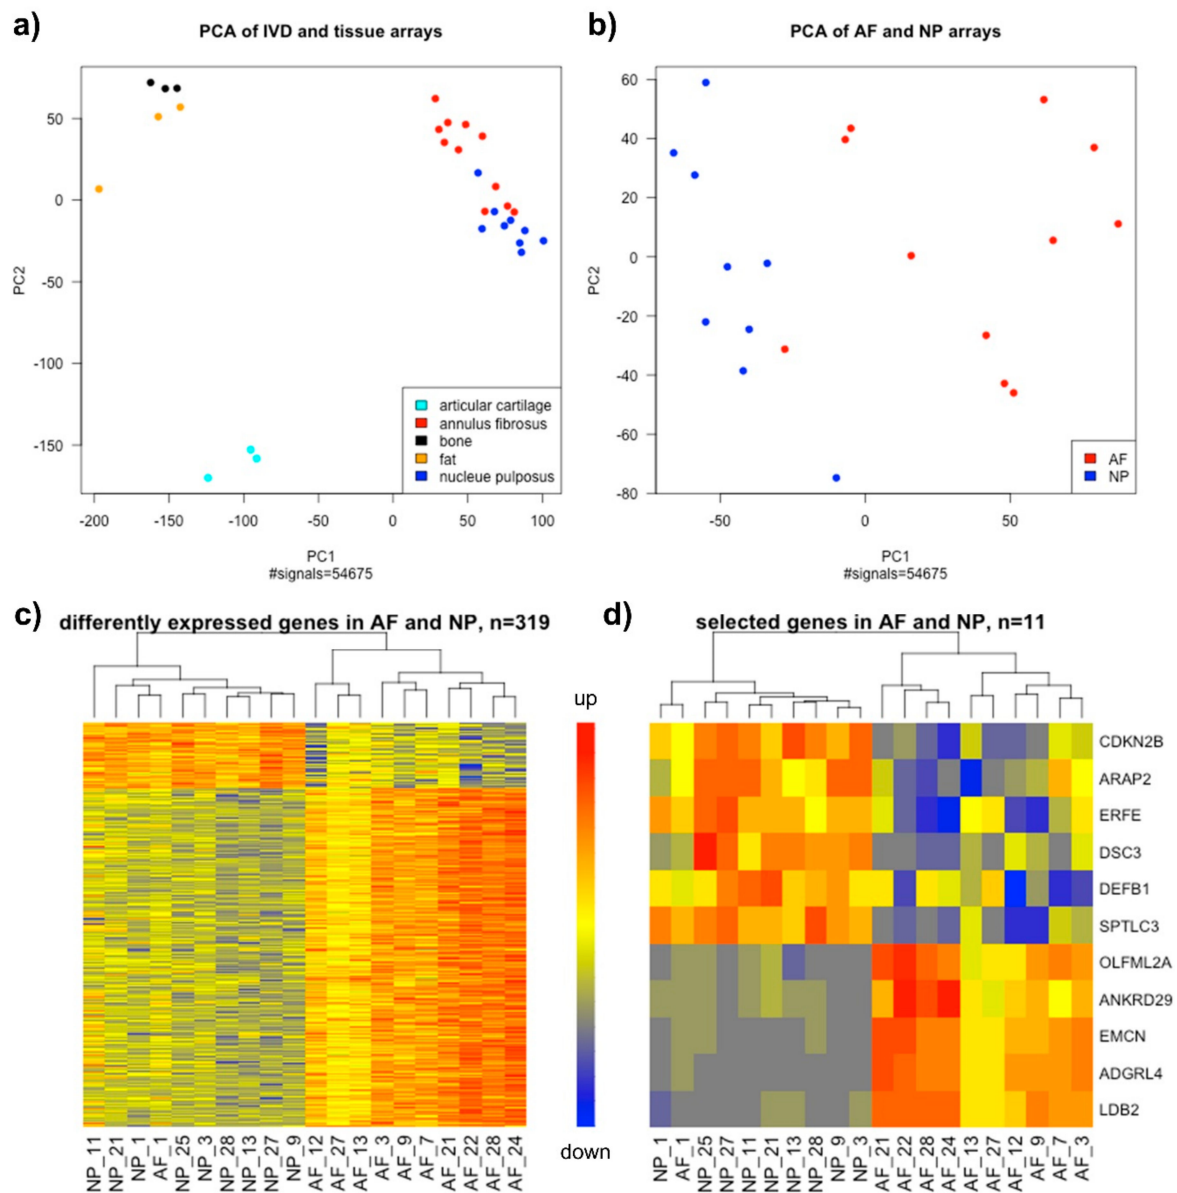 a)
PCA of IVD and tissue arrays
50
0
-50
-100
-150
PC2
articular cartilage
annulus fibrosus
bone
fat
nucleue pulposus
-200 -150 -100 -50 0 50 100
PC1
#signals=54675
b)
PCA of AF and NP arrays
60
40
20
0
-20
-40
-60
-80
PC2
AF
NP
-50 0 50
PC1
#signals=54675
c)
differently expressed genes in AF and NP, n=319
NP_11 NP_21 NP_1 AF_1 NP_25 NP_3 NP_28 NP_13 NP_27 NP_9 AF_12 AF_27 AF_13 AF_3 AF_9 AF_7 AF_21 AF_22 AF_28 AF_24
up
down
d)
selected genes in AF and NP, n=11
CDKN2B
ARAP2
ERFE
DSC3
DEFB1
SPTLC3
OLFML2A
ANKRD29
EMCN
ADGRL4
LDB2
NP_1 AF_1 NP_25 NP_27 NP_11 NP_21 NP_13 NP_28 NP_9 NP_3 AF_21 AF_22 AF_28 AF_24 AF_13 AF_27 AF_12 AF_9 AF_7 AF_3